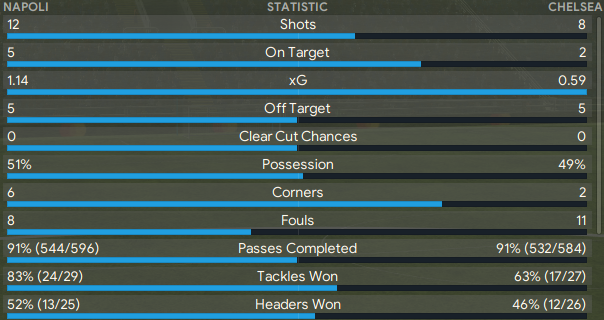 NAPOLI STATISTIC CHELSEA
12 Shots 8
5 On Target 2
1.14 xG 0.59
5 Off Target 5
0 Clear Cut Chances 0
51% Possession 49%
6 Corners 2
8 Fouls 11
91% (544/596) Passes Completed 91% (532/584)
83% (24/29) Tackles Won 63% (17/27)
52% (13/25) Headers Won 46% (12/26)